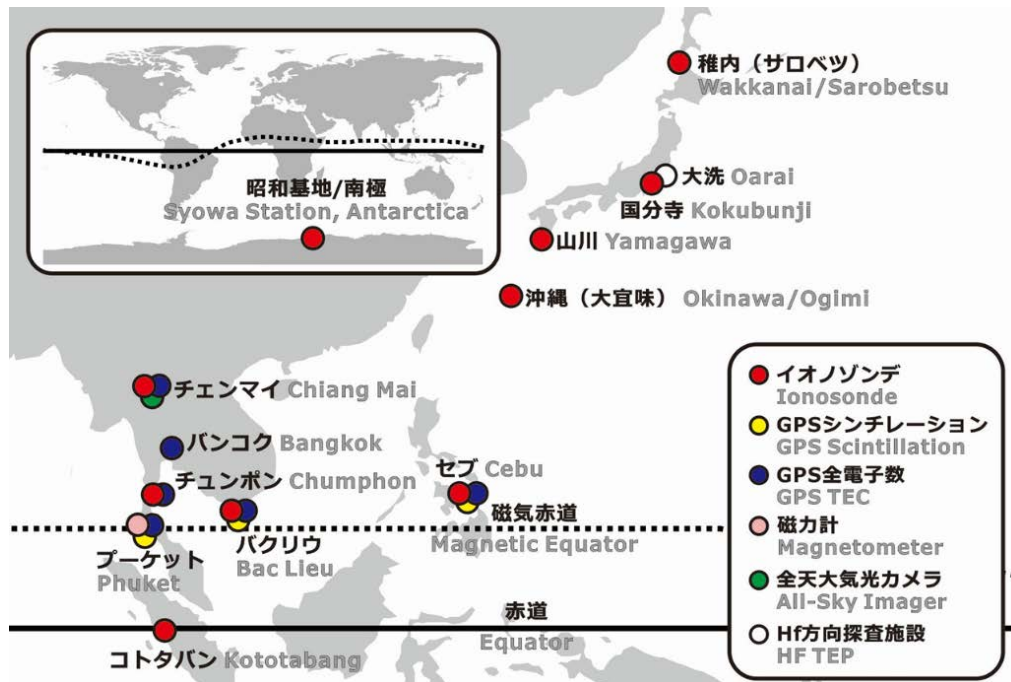 昭和基地/南極
Syowa Station, Antarctica
稚内（サロベツ）
Wakkanai/Sarobetsu
大洗 Oarai
国分寺 Kokubunji
山川 Yamagawa
沖縄（大宜味） Okinawa/Ogimi
チェンマイ Chiang Mai
バンコク Bangkok
チュンポン Chumphon
セブ Cebu
磁気赤道
Magnetic Equator
バクリウ
Bac Lieu
プーケット
Phuket
赤道
Equator
コトタバン Kototabang
イオノゾンデ
Ionosonde
GPSシンチレーション
GPS Scintillation
GPS全電子数
GPS TEC
磁力計
Magnetometer
全天大気光カメラ
All-Sky Imager
Hf方向探査施設
HF TEP